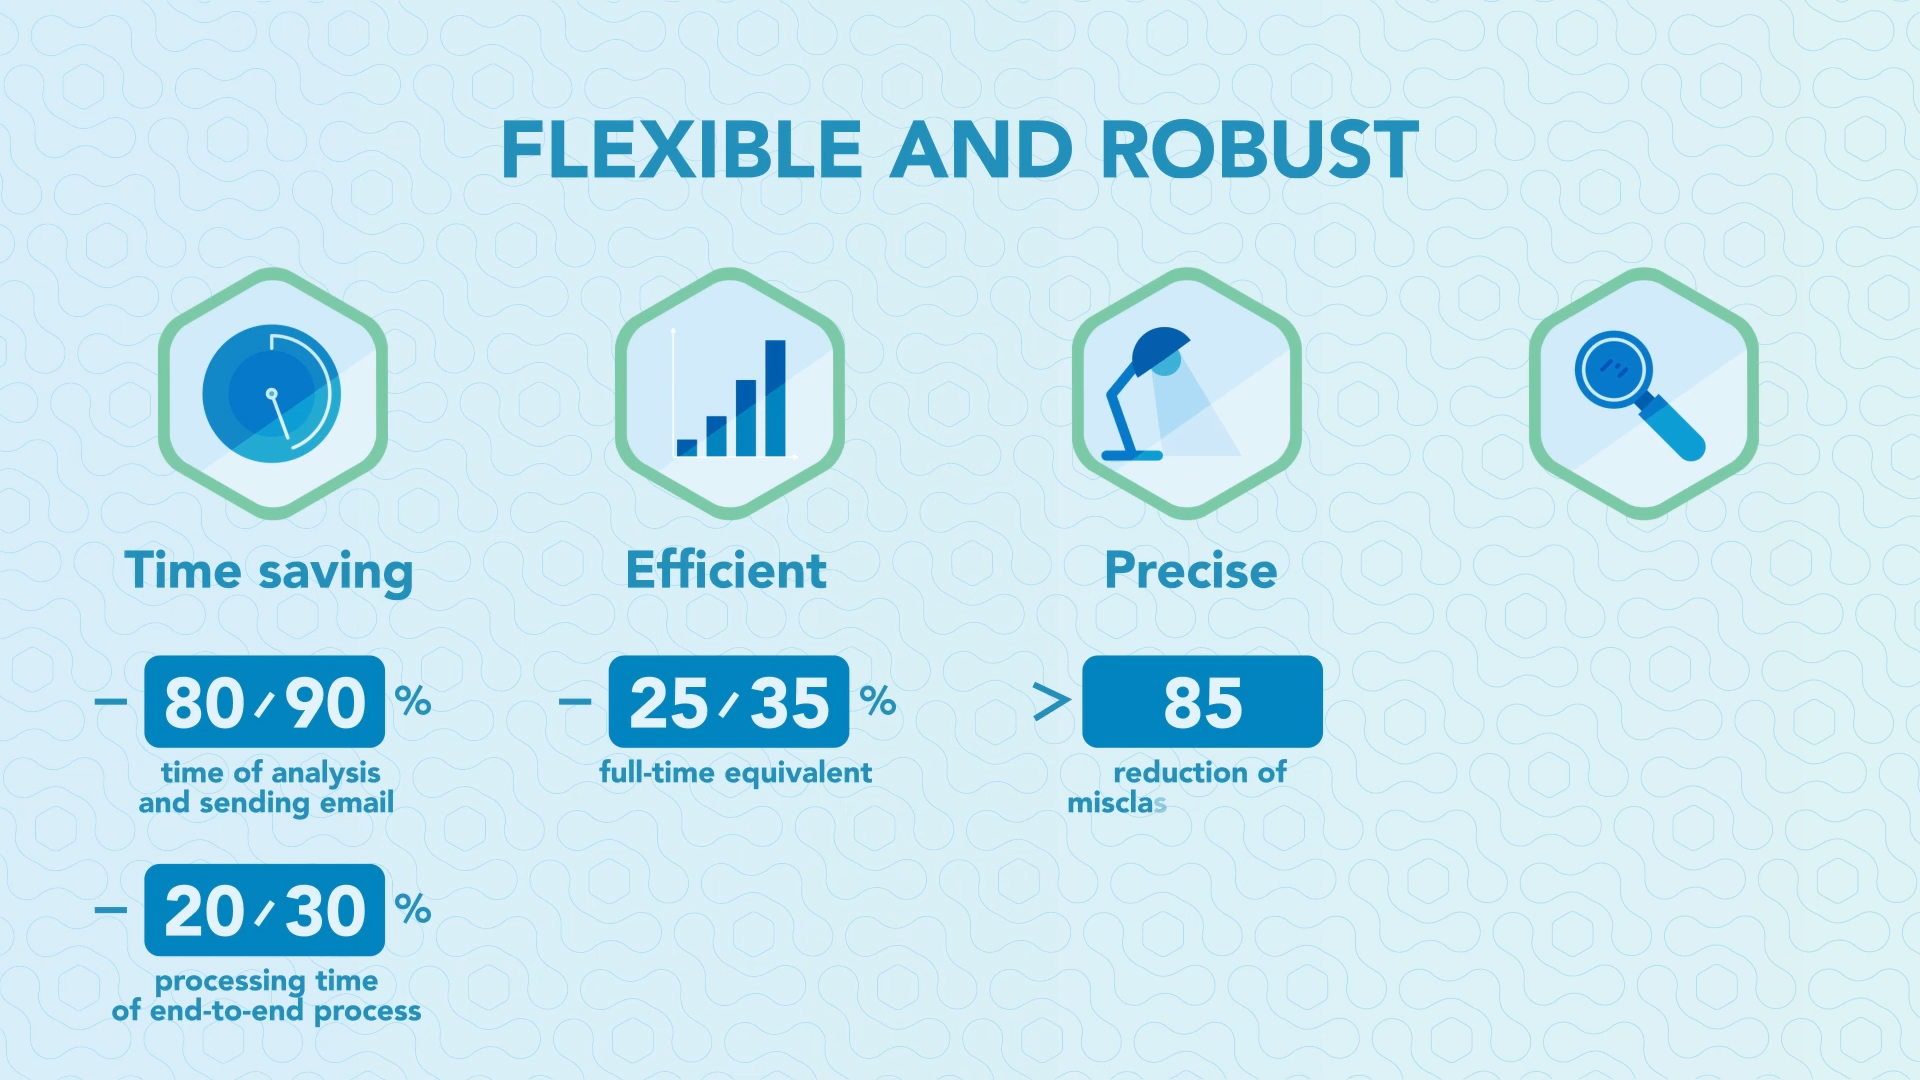 FLEXIBLE AND ROBUST
Time saving
– 80/90 %
time of analysis
and sending email
– 20/30 %
processing time
of end-to-end process
Efficient
– 25/35 %
full-time equivalent
Precise
> 85
reduction of
misclas